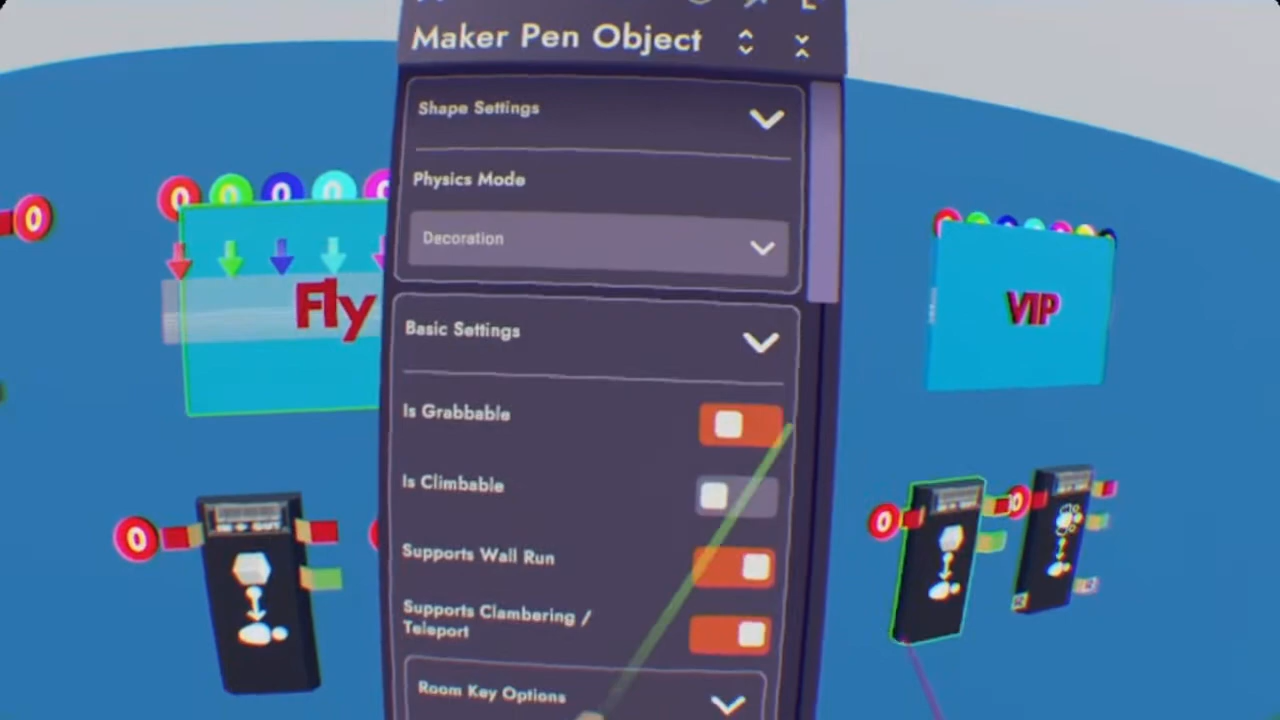 Maker Pen Object
Shape Settings
Physics Mode
Decoration
Basic Settings
Is Grabbable
Is Climbable
Supports Wall Run
Supports Clambering /
Teleport
Room Key Options
0
0 0 0 0 0
Fly
VIP
0
0
0